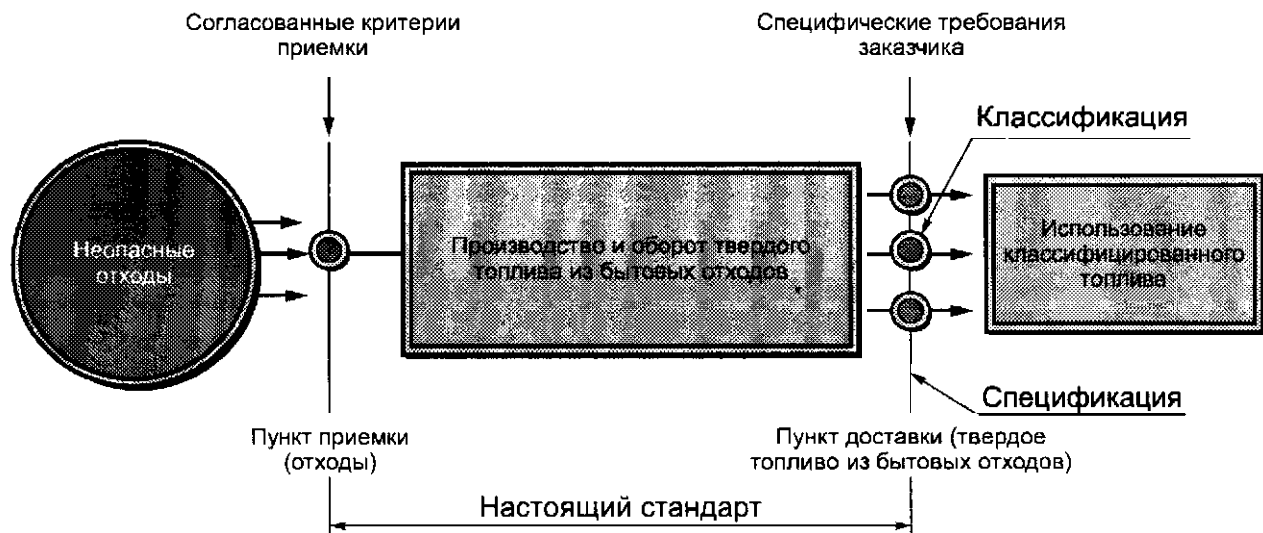 Согласованные критерии
приемки
Специфические требования
заказчика
Классификация
Неопасные
отходы
Производство и оборот твердого
топлива из бытовых отходов
Использование
классифицированного
топлива
Спецификация
Пункт приемки
(отходы)
Пункт доставки (твердое
топливо из бытовых отходов)
Настоящий стандарт